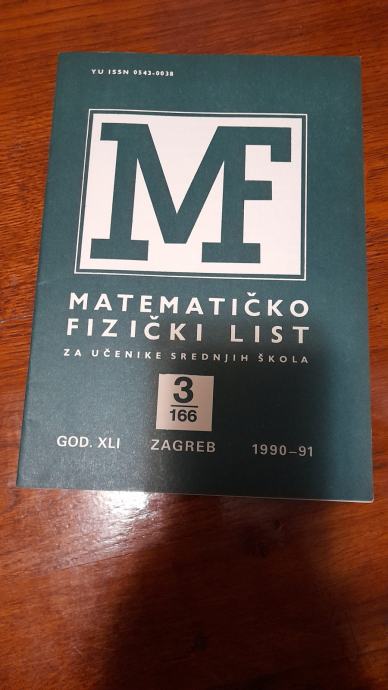 YU ISSN 0543-0038
MF
MATEMATIČKO
FIZIČKI LIST
ZA UČENIKE SREDNJIH ŠKOLA
3
166
GOD. XLI ZAGREB 1990–91